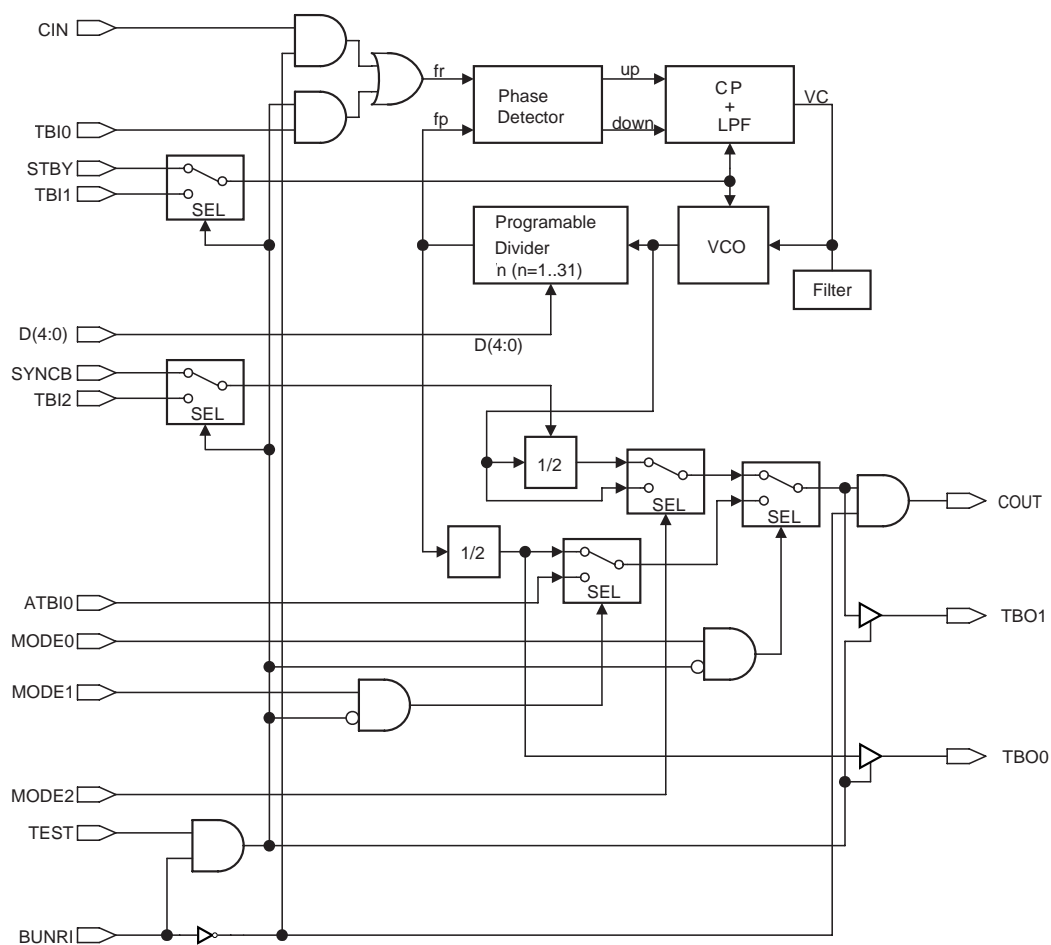 CIN
TBI0
STBY
TBI1
SEL
fr
fp
Phase
Detector
up
down
CP
+
LPF
VC
Programable
Divider
\n (n=1..31)
VCO
Filter
D(4:0)
D(4:0)
SYNCB
TBI2
SEL
1/2
SEL
SEL
COUT
1/2
SEL
ATBI0
TBO1
MODE0
MODE1
TBO0
MODE2
TEST
BUNRI